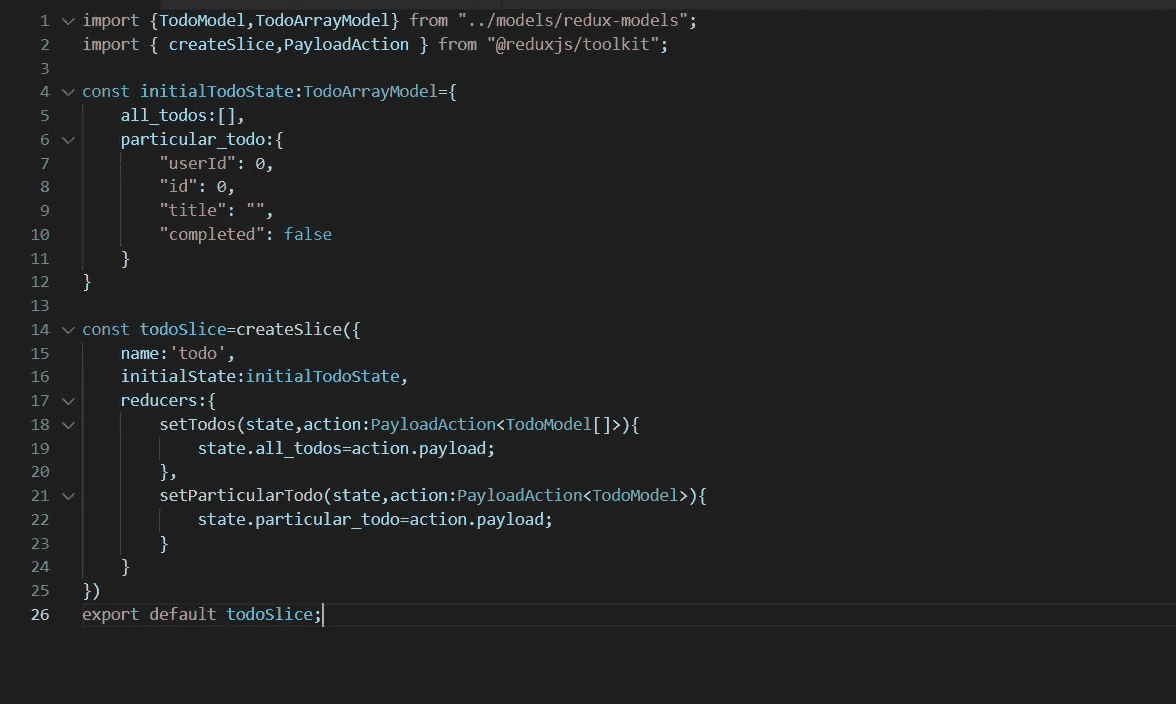 1 import {TodoModel,TodoArrayModel} from "../models/redux-models";
2 import { createSlice,PayloadAction } from "@reduxjs/toolkit";
3
4 const initialTodoState:TodoArrayModel={
5     all_todos:[],
6     particular_todo:{
7         "userId": 0,
8         "id": 0,
9         "title": "",
10         "completed": false
11     }
12 }
13
14 const todoSlice=createSlice({
15     name:'todo',
16     initialState:initialTodoState,
17     reducers:{
18         setTodos(state,action:PayloadAction<TodoModel[]>){
19             state.all_todos=action.payload;
20         },
21         setParticularTodo(state,action:PayloadAction<TodoModel>){
22             state.particular_todo=action.payload;
23         }
24     }
25 })
26 export default todoSlice;